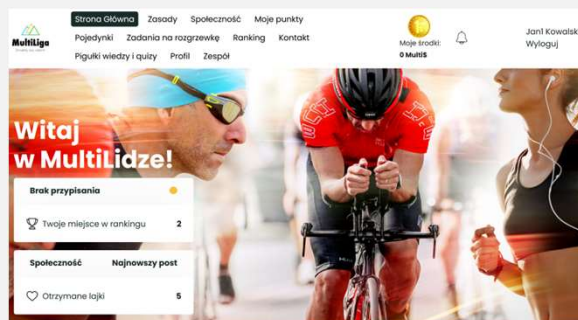 MultiLiga
Strona Główna Zasady Społeczność Moje punkty
Pojedynki Zadania na rozgrzewkę Ranking Kontakt
Pigułki wiedzy i quizy Profil Zespół
Moje środki:
0 Multi$
Jan1 Kowalsk
Wyloguj
Witaj
w MultiLidze!
Brak przypisania
Twoje miejsce w rankingu 2
Społeczność Najnowszy post
Otrzymane lajki 5